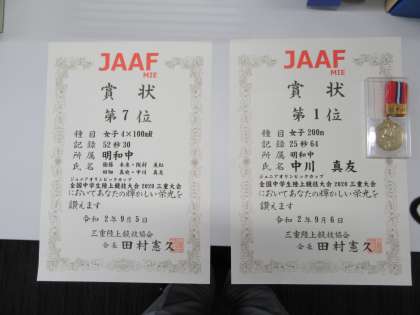 JAAF
MIE
賞状
第7位
種目 女子4×100mR
記録 52秒30
所属 明和中
氏名
ジュニアオリンピックカップ
全国中学生陸上競技大会2020三重大会
においてあなたの輝かしい栄光を
讃えます
令和2年9月5日
三重陸上競技協会
会長 田村憲久
JAAF
MIE
賞状
第1位
種目 女子200m
記録 25秒64
所属 明和中
氏名 中川 真友
ジュニアオリンピックカップ
全国中学生陸上競技大会2020三重大会
においてあなたの輝かしい栄光を
讃えます
令和2年9月6日
三重陸上競技協会
会長 田村憲久